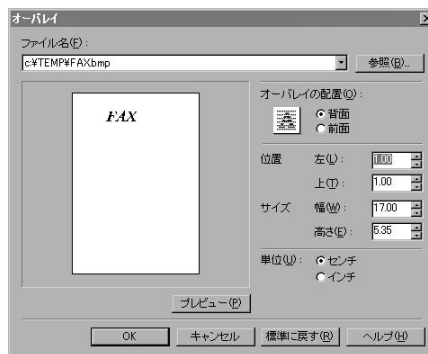 オーバレイ
ファイル名(F):
c:¥TEMP¥FAX.bmp
参照(B)...
FAX
オーバレイの配置(O):
背面
前面
位置 左(L): 1.00
上(T): 1.00
サイズ 幅(W): 17.00
高さ(E): 5.35
単位(U): センチ
インチ
プレビュー(P)
OK キャンセル 標準に戻す(R) ヘルプ(H)